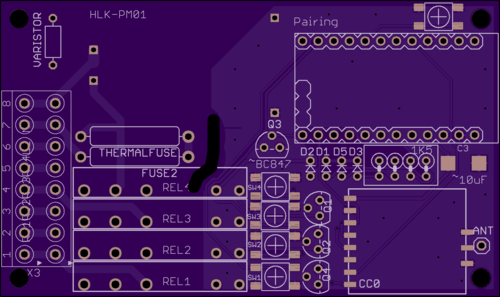 HLK-PM01
Pairing
VARISTOR
8
7
6
5
4
3
2
1
X3
THERMALFUSE
FUSE2
REL4
REL3
REL2
REL1
Q3
~BC847
D2 D1 D5 D3
1K5
C3
~10uF
SW4
SW3
SW2
SW1
Q1
Q2
Q4
CC0
ANT